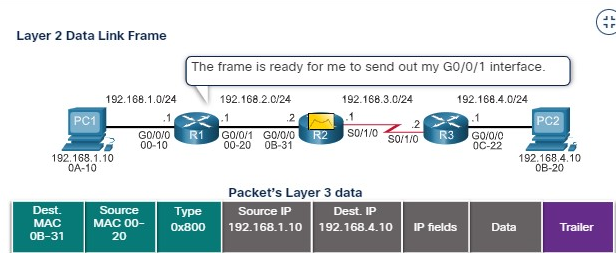 Layer 2 Data Link Frame
The frame is ready for me to send out my G0/0/1 interface.
192.168.1.0/24 192.168.2.0/24 192.168.3.0/24 192.168.4.0/24
PC1 .1 R1 .1 .2 R2 .1 .2 R3 .1 PC2
G0/0/0 G0/0/1 G0/0/0 S0/1/0 S0/1/0 G0/0/0
00-10 00-20 0B-31 0C-22
192.168.1.10 192.168.4.10
0A-10 0B-20
Packet's Layer 3 data
Dest. MAC 0B-31
Source MAC 00-20
Type 0x800
Source IP 192.168.1.10
Dest. IP 192.168.4.10
IP fields
Data
Trailer